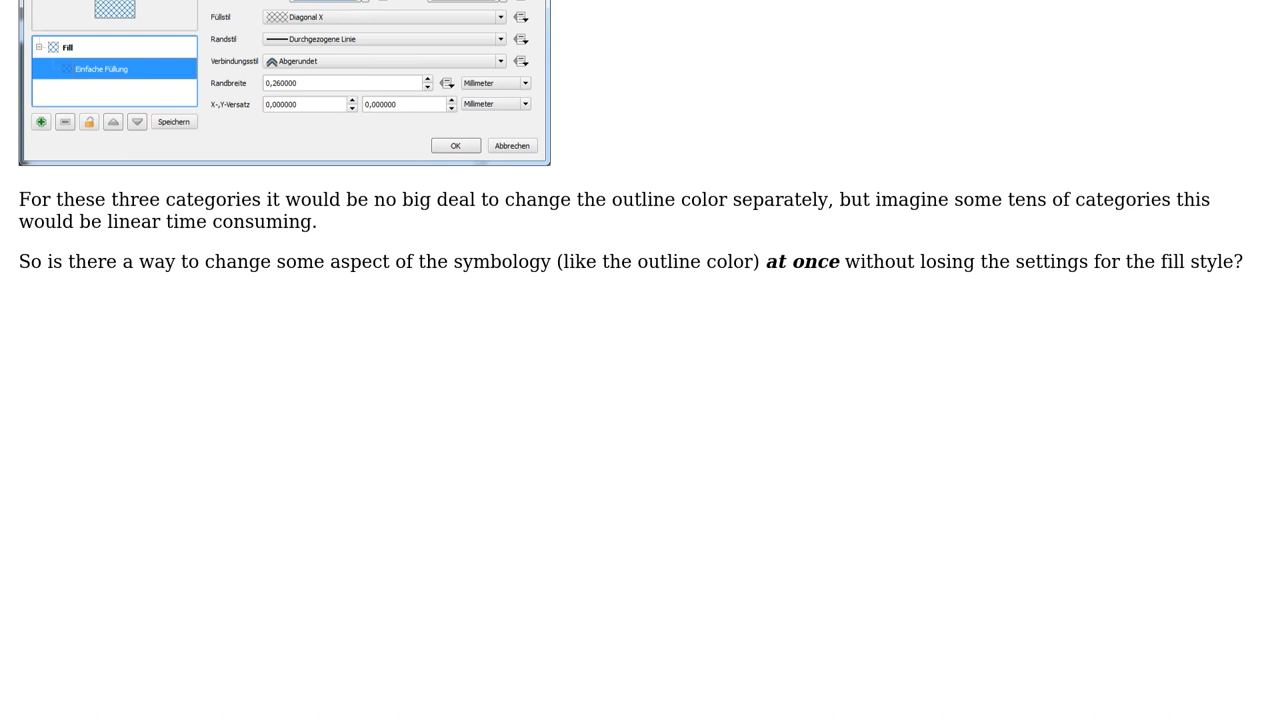 Füllstil Diagonal X
Randstil Durchgezogene Linie
Fill
Einfache Füllung
Verbindungsstil Abgerundet
Randbreite 0,260000 Millimeter
X-,Y-Versatz 0,000000 0,000000 Millimeter
Speichern
OK Abbrechen
For these three categories it would be no big deal to change the outline color separately, but imagine some tens of categories this
would be linear time consuming.
So is there a way to change some aspect of the symbology (like the outline color) at once without losing the settings for the fill style?